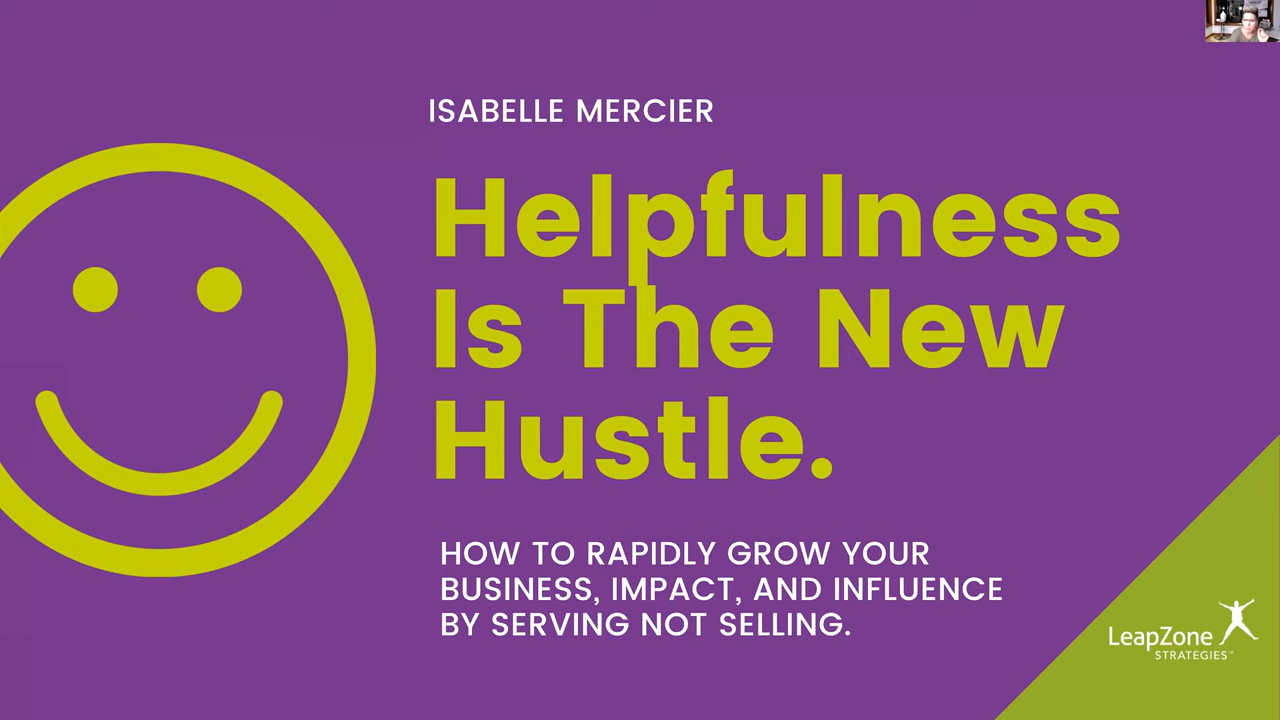 ISABELLE MERCIER
Helpfulness
Is The New
Hustle.
HOW TO RAPIDLY GROW YOUR
BUSINESS, IMPACT, AND INFLUENCE
BY SERVING NOT SELLING.
LeapZone
STRATEGIES™